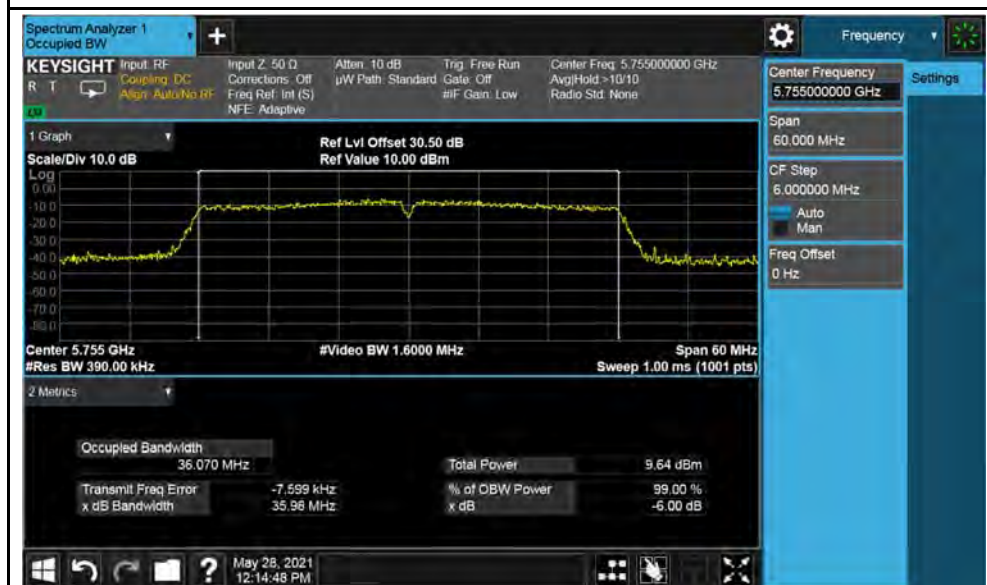 Spectrum Analyzer 1
Occupied BW
+
Frequency
KEYSIGHT
R T
Input: RF
Coupling: DC
Align: Auto/No RF
Input Z: 50 Ω
Corrections: Off
Freq Ref: Int (S)
NFE: Adaptive
Atten: 10 dB
µW Path: Standard
Trig: Free Run
Gate: Off
#IF Gain: Low
Center Freq: 5.755000000 GHz
Avg|Hold:>10/10
Radio Std: None
Center Frequency
5.755000000 GHz
Settings
Span
60.000 MHz
CF Step
6.000000 MHz
Auto
Man
Freq Offset
0 Hz
1 Graph
Scale/Div 10.0 dB
Ref Lvl Offset 30.50 dB
Ref Value 10.00 dBm
Log
0.00
-10.0
-20.0
-30.0
-40.0
-50.0
-60.0
-70.0
-80.0
Center 5.755 GHz
#Video BW 1.6000 MHz
Span 60 MHz
#Res BW 390.00 kHz
Sweep 1.00 ms (1001 pts)
2 Metrics
Occupied Bandwidth
36.070 MHz
Total Power 9.64 dBm
Transmit Freq Error -7.599 kHz
% of OBW Power 99.00 %
x dB Bandwidth 35.98 MHz
x dB -6.00 dB
?
May 28, 2021
12:14:48 PM